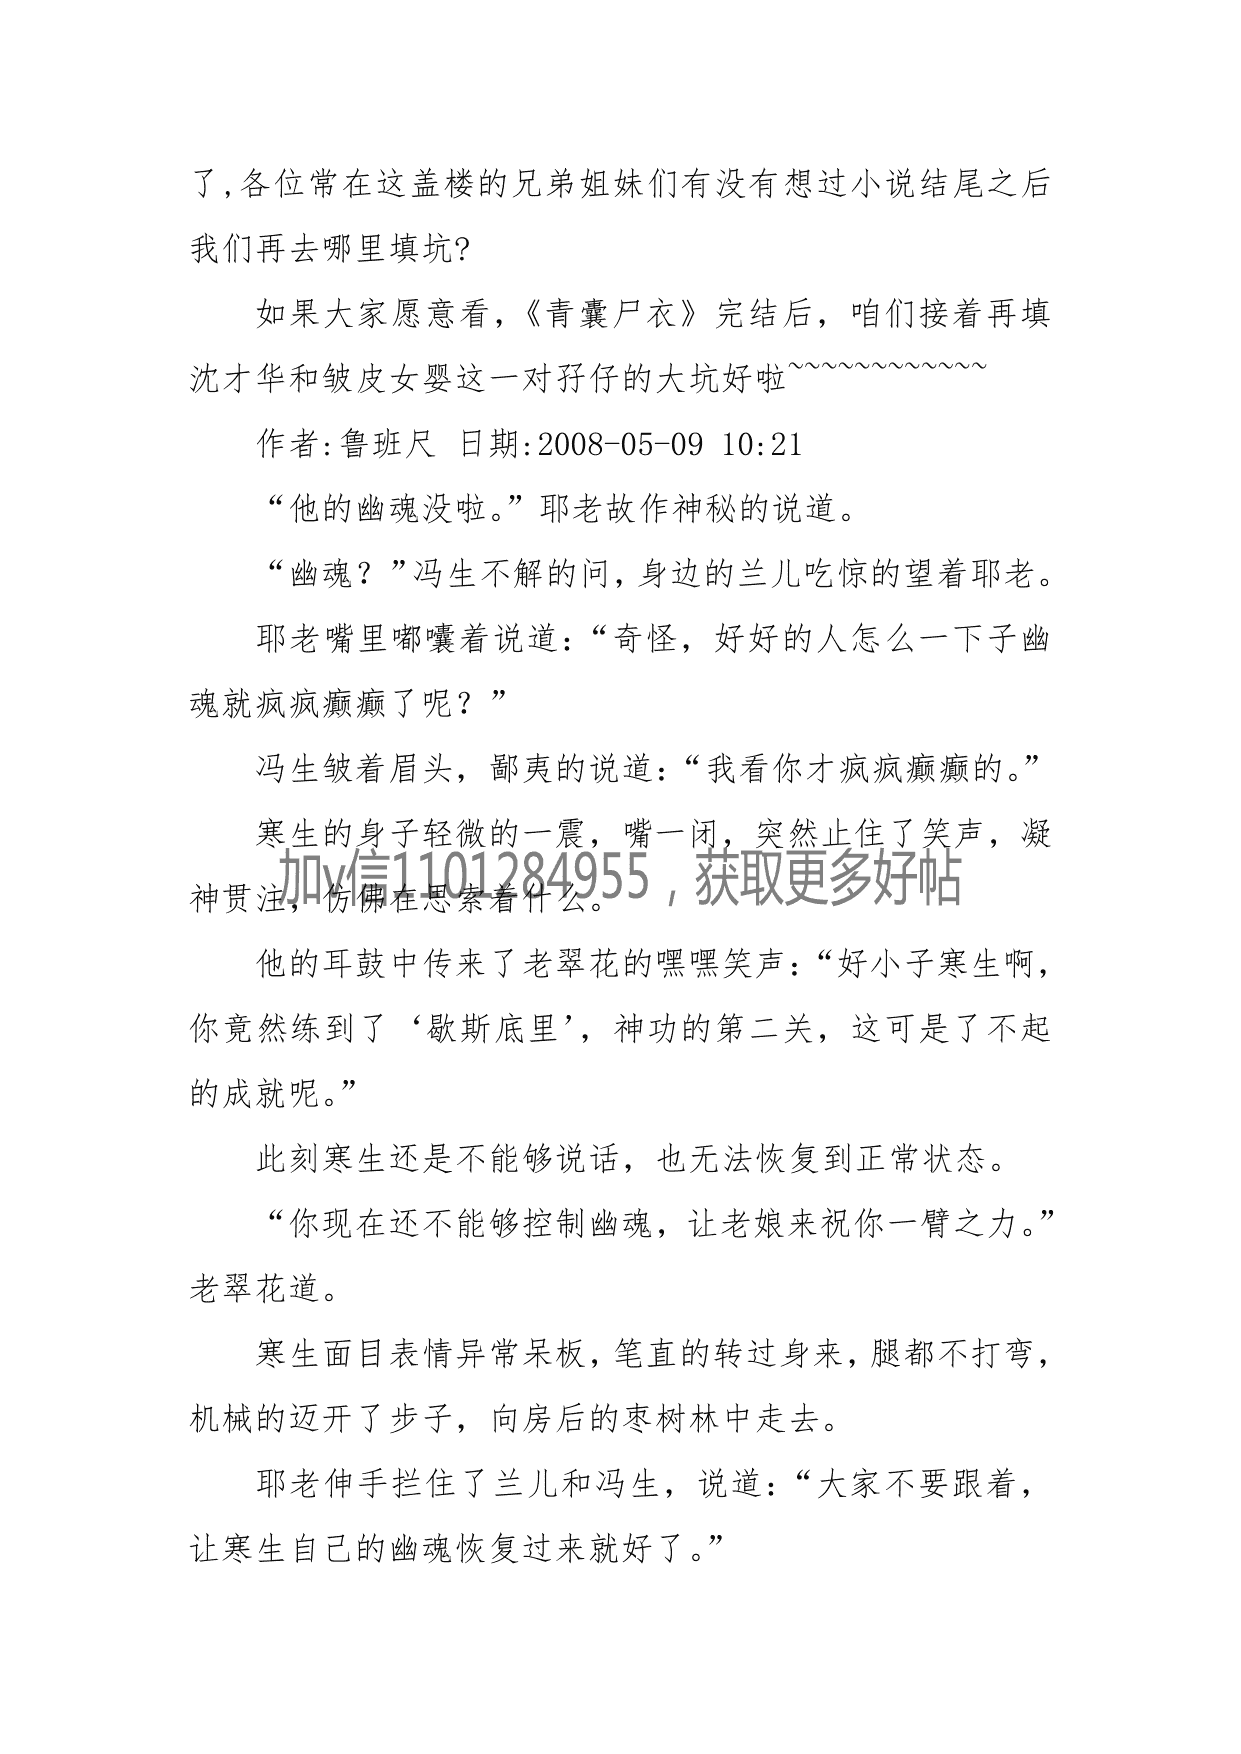 了,各位常在这盖楼的兄弟姐妹们有没有想过小说结尾之后
我们再去哪里填坑?
如果大家愿意看，《青囊尸衣》完结后，咱们接着再填
沈才华和皱皮女婴这一对孖仔的大坑好啦~~~~~~~~~~~~
作者:鲁班尺 日期:2008-05-09 10:21
“他的幽魂没啦。”耶老故作神秘的说道。
“幽魂？”冯生不解的问，身边的兰儿吃惊的望着耶老。
耶老嘴里嘟囔着说道：“奇怪，好好的人怎么一下子幽
魂就疯疯癫癫了呢？”
冯生皱着眉头，鄙夷的说道：“我看你才疯疯癫癫的。”
寒生的身子轻微的一震，嘴一闭，突然止住了笑声，凝
加v信1101284955，获取更多好帖
神贯注，仿佛在思索着什么。
他的耳鼓中传来了老翠花的嘿嘿笑声：“好小子寒生啊，
你竟然练到了‘歇斯底里’，神功的第二关，这可是了不起
的成就呢。”
此刻寒生还是不能够说话，也无法恢复到正常状态。
“你现在还不能够控制幽魂，让老娘来祝你一臂之力。”
老翠花道。
寒生面目表情异常呆板，笔直的转过身来，腿都不打弯，
机械的迈开了步子，向房后的枣树林中走去。
耶老伸手拦住了兰儿和冯生，说道：“大家不要跟着，
让寒生自己的幽魂恢复过来就好了。”